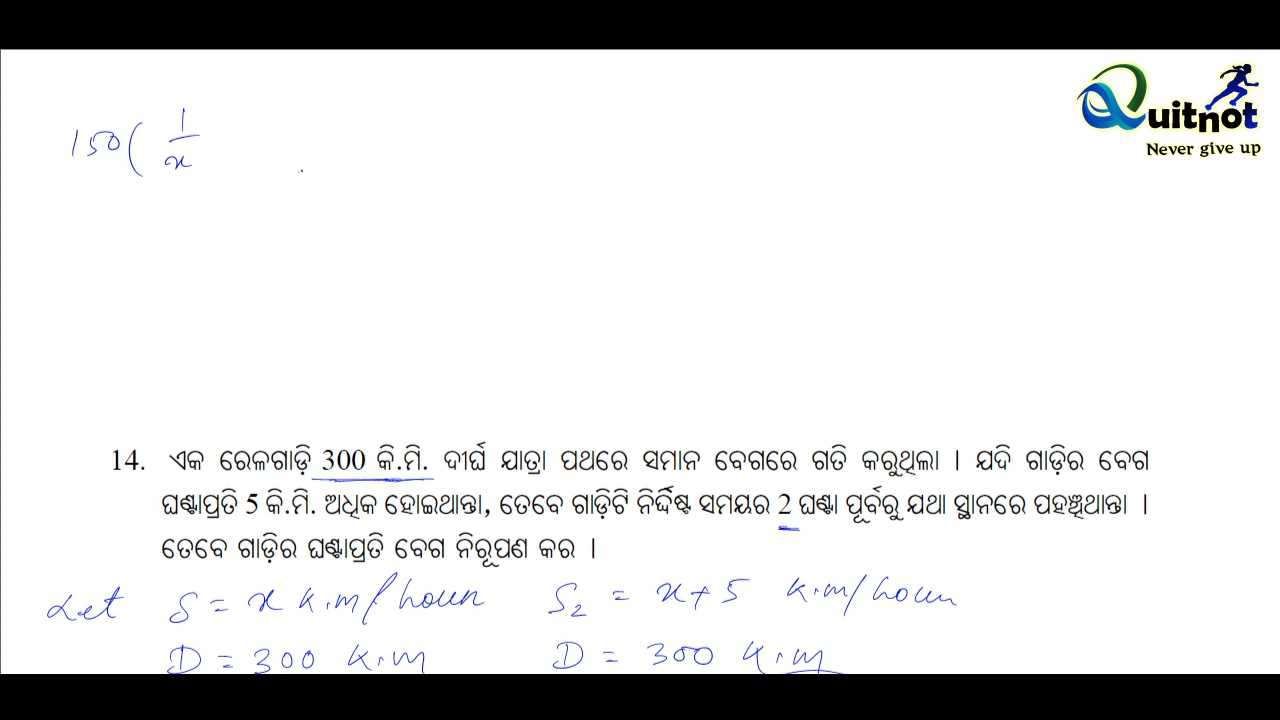 Quitnot
Never give up
150( 1/x
14. ଏକ ରେଳଗାଡ଼ି 300 କି.ମି. ଦୀର୍ଘ ଯାତ୍ରା ପଥରେ ସମାନ ବେଗରେ ଗତି କରୁଥିଲା । ଯଦି ଗାଡ଼ିର ବେଗ
ଘଣ୍ଟାପ୍ରତି 5 କି.ମି. ଅଧିକ ହୋଇଥାନ୍ତା, ତେବେ ଗାଡ଼ିଟି ନିର୍ଦ୍ଦିଷ୍ଟ ସମୟର 2 ଘଣ୍ଟା ପୂର୍ବରୁ ଯଥା ସ୍ଥାନରେ ପହଞ୍ଚିଥାନ୍ତା ।
ତେବେ ଗାଡ଼ିର ଘଣ୍ଟାପ୍ରତି ବେଗ ନିରୂପଣ କର ।
Let S = x k.m/hour S₂ = x+5 k.m/hour
D = 300 k.m D = 300 k.m